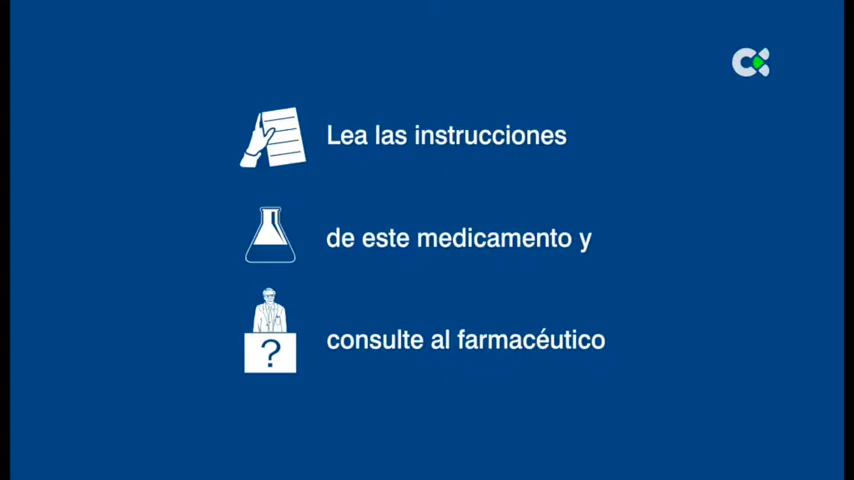 Lea las instrucciones
de este medicamento y
consulte al farmacéutico
?